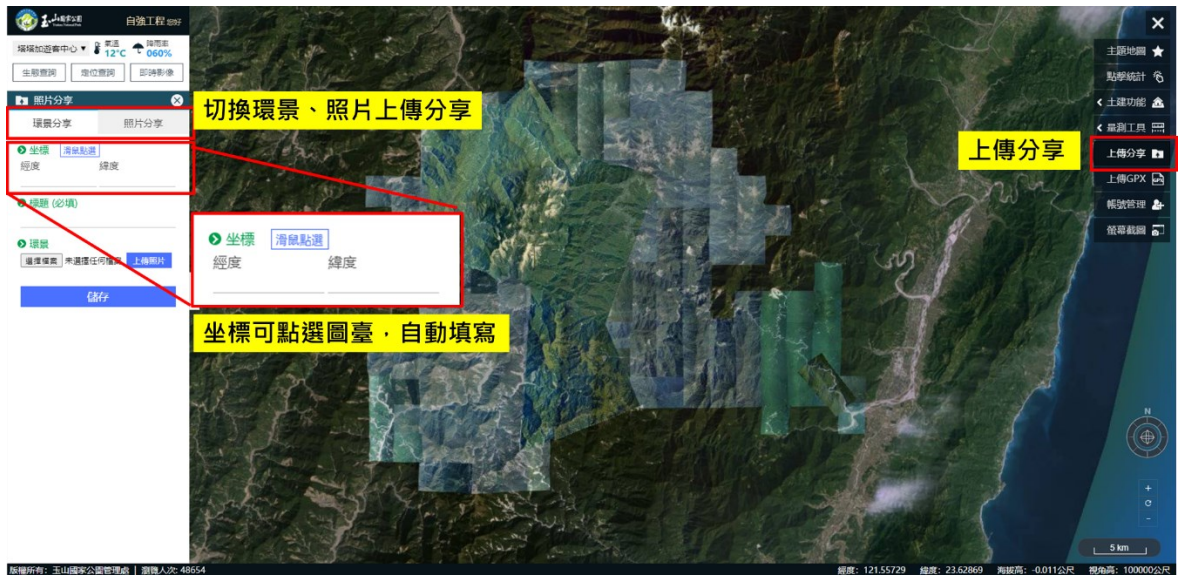 玉山國家公園
自強工程 您好
塔塔加遊客中心 ▼
氣溫
12°C
降雨率
060%
生態查詢
定位查詢
即時影像
照片分享
環景分享
照片分享
坐標 滑鼠點選
經度 緯度
標題 (必填)
環景
選擇檔案 未選擇任何檔案 上傳照片
儲存
切換環景、照片上傳分享
坐標 滑鼠點選
經度 緯度
坐標可點選圖臺,自動填寫
上傳分享
主題地圖
點擊統計
土建功能
量測工具
上傳分享
上傳GPX
帳號管理
螢幕截圖
N
5 km
版權所有: 玉山國家公園管理處 | 瀏覽人次: 48654
經度: 121.55729 緯度: 23.62869 海拔高: -0.011公尺 視角高: 100000公尺